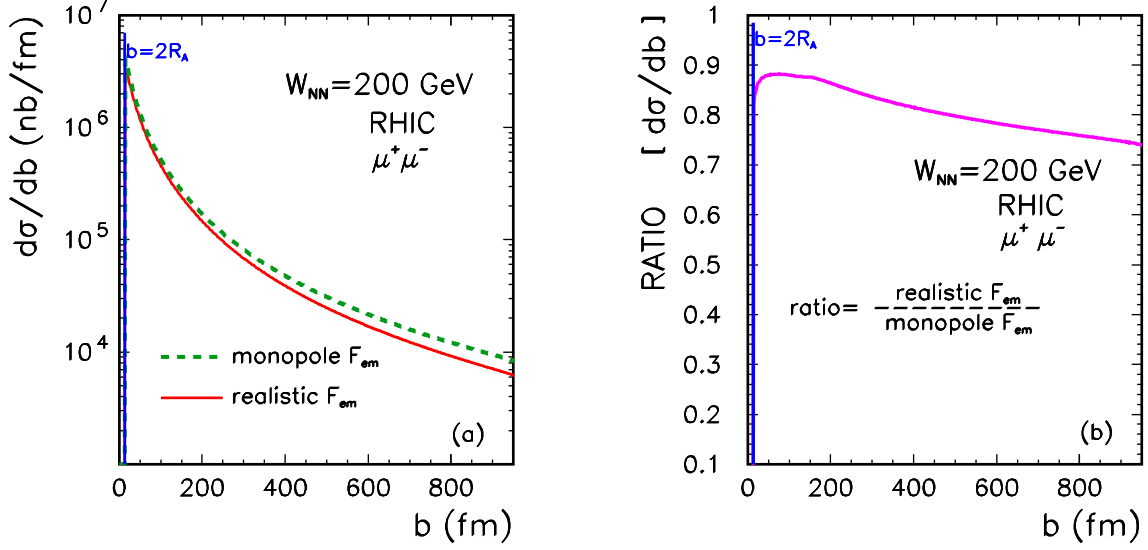 dσ/db (nb/fm)
10⁷
10⁶
10⁵
10⁴
b=2R_A
W_NN=200 GeV
RHIC
μ⁺μ⁻
monopole F_em
realistic F_em
(a)
0 200 400 600 800
b (fm)
RATIO [ dσ/db ]
1
0.9
0.8
0.7
0.6
0.5
0.4
0.3
0.2
0.1
b=2R_A
W_NN=200 GeV
RHIC
μ⁺ μ⁻
ratio= realistic F_em
monopole F_em
(b)
0 200 400 600 800
b (fm)